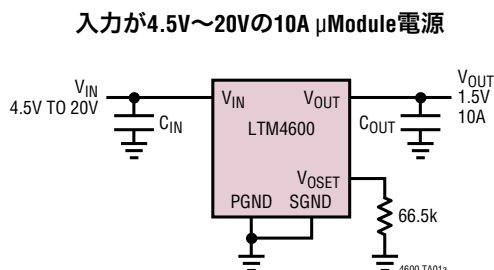 入力が4.5V〜20Vの10A μModule電源
VIN
4.5V TO 20V
CIN
VIN
VOUT
LTM4600
VOSET
PGND SGND
COUT
VOUT
1.5V
10A
66.5k
4600 TA01a